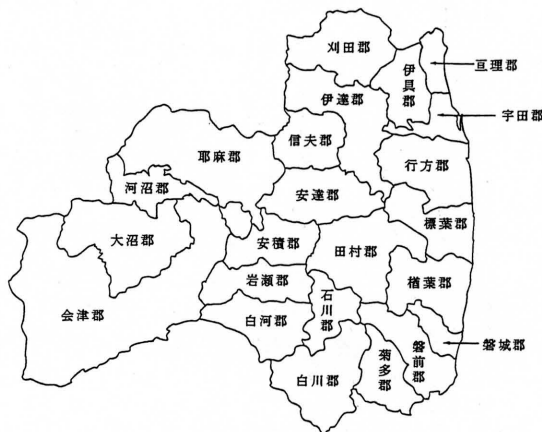 刈田郡
伊具郡
亘理郡
伊達郡
宇田郡
信夫郡
耶麻郡
行方郡
河沼郡
安達郡
標葉郡
大沼郡
安積郡
田村郡
岩瀬郡
楢葉郡
石川郡
会津郡
白河郡
磐城郡
磐前郡
菊多郡
白川郡